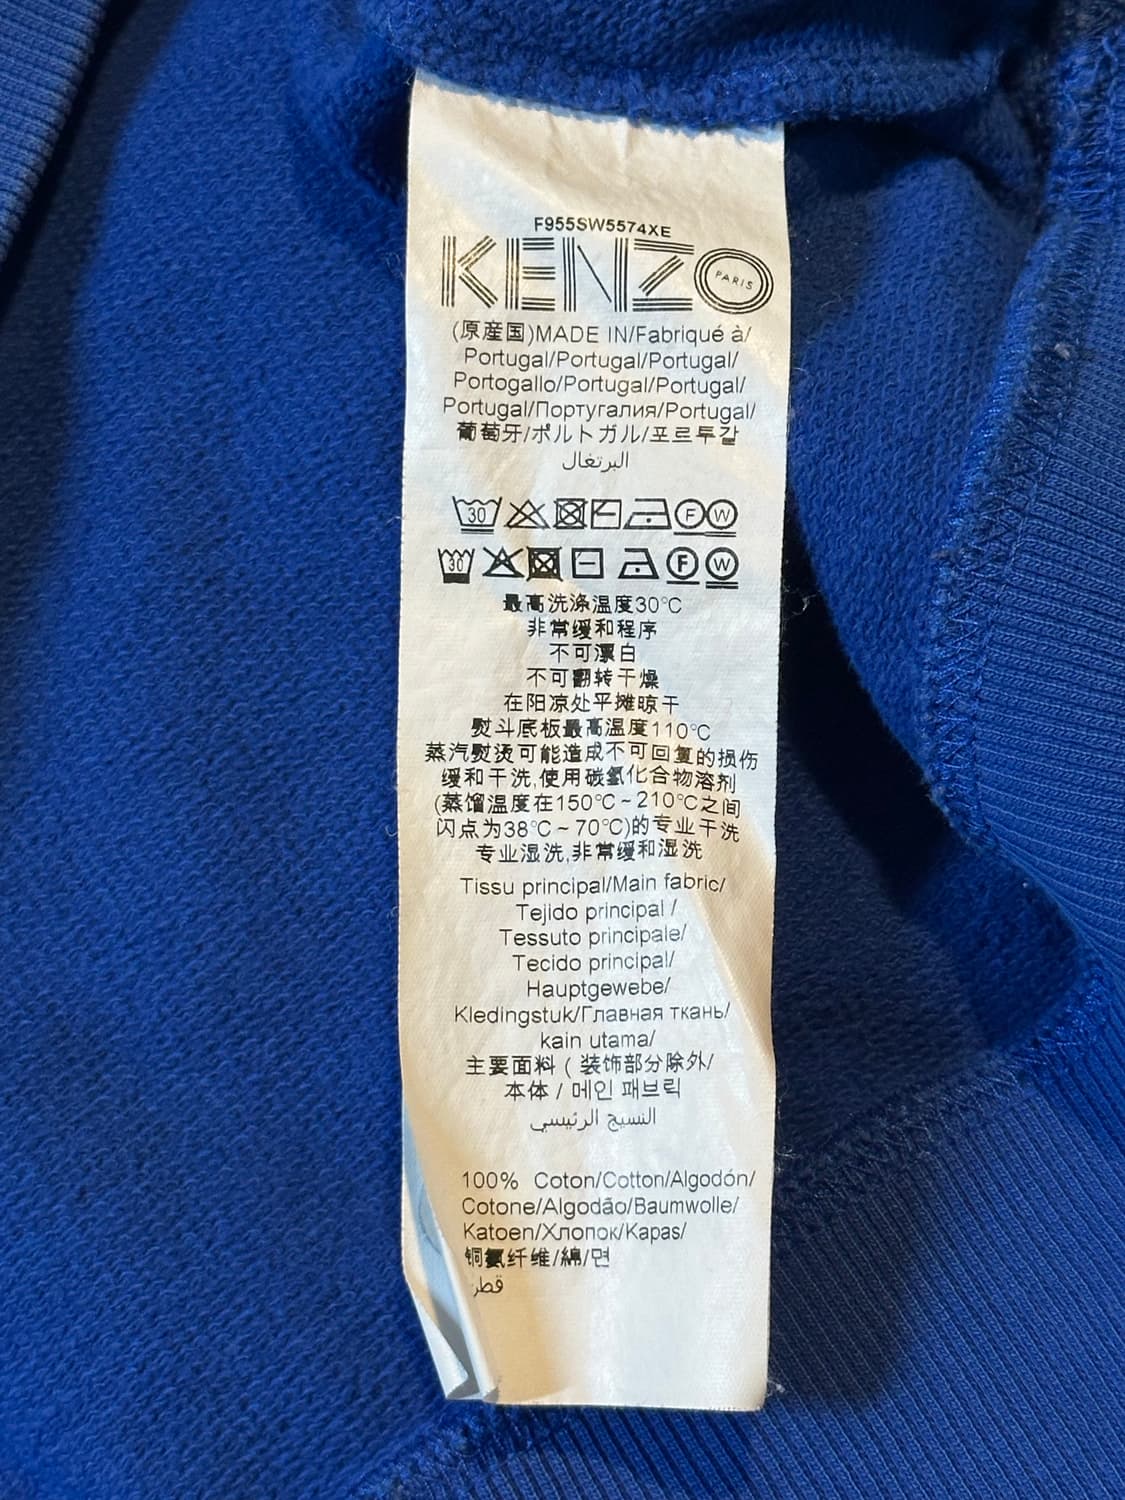 F955SW5574XE
KENZO PARIS
(原産国)MADE IN/Fabriqué à/
Portugal/Portugal/Portugal/
Portogallo/Portugal/Portugal/
Portugal/Португалия/Portugal/
葡萄牙/ポルトガル/포르투갈
البرتغال
30 F W
30 F W
最高洗涤温度30°C
非常缓和程序
不可漂白
不可翻转干燥
在阳凉处平摊晾干
熨斗底板最高温度110°C
蒸汽熨烫可能造成不可回复的损伤
缓和干洗,使用碳氢化合物溶剂
(蒸馏温度在150°C~210°C之间
闪点为38°C~70°C)的专业干洗
专业湿洗,非常缓和湿洗
Tissu principal/Main fabric/
Tejido principal /
Tessuto principale/
Tecido principal/
Hauptgewebe/
Kledingstuk/Главная ткань/
kain utama/
主要面料 ( 装饰部分除外/
本体 / 메인 패브릭
النسيج الرئيسي
100% Coton/Cotton/Algodón/
Cotone/Algodão/Baumwolle/
Katoen/Хлопок/Kapas/
铜氨纤维/綿/면
قطن